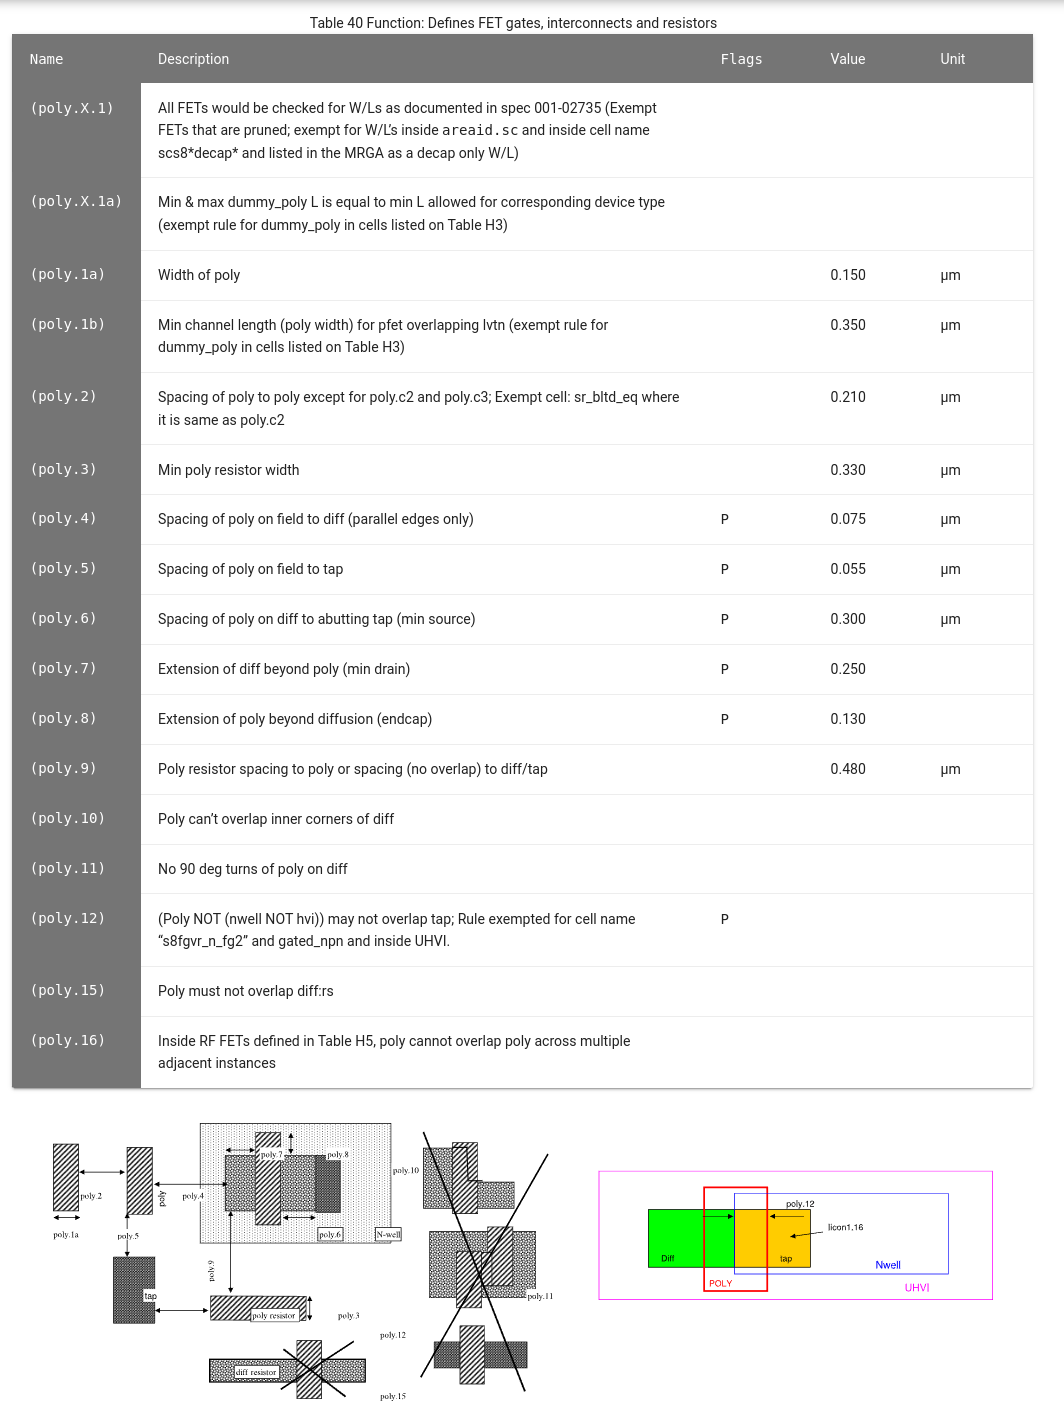 Table 40 Function: Defines FET gates, interconnects and resistors
Name Description Flags Value Unit
(poly.X.1) All FETs would be checked for W/Ls as documented in spec 001-02735 (Exempt
FETs that are pruned; exempt for W/L’s inside areaid.sc and inside cell name
scs8*decap* and listed in the MRGA as a decap only W/L)
(poly.X.1a) Min & max dummy_poly L is equal to min L allowed for corresponding device type
(exempt rule for dummy_poly in cells listed on Table H3)
(poly.1a) Width of poly 0.150 µm
(poly.1b) Min channel length (poly width) for pfet overlapping lvtn (exempt rule for 0.350 µm
dummy_poly in cells listed on Table H3)
(poly.2) Spacing of poly to poly except for poly.c2 and poly.c3; Exempt cell: sr_bltd_eq where 0.210 µm
it is same as poly.c2
(poly.3) Min poly resistor width 0.330 µm
(poly.4) Spacing of poly on field to diff (parallel edges only) P 0.075 µm
(poly.5) Spacing of poly on field to tap P 0.055 µm
(poly.6) Spacing of poly on diff to abutting tap (min source) P 0.300 µm
(poly.7) Extension of diff beyond poly (min drain) P 0.250
(poly.8) Extension of poly beyond diffusion (endcap) P 0.130
(poly.9) Poly resistor spacing to poly or spacing (no overlap) to diff/tap 0.480 µm
(poly.10) Poly can’t overlap inner corners of diff
(poly.11) No 90 deg turns of poly on diff
(poly.12) (Poly NOT (nwell NOT hvi)) may not overlap tap; Rule exempted for cell name P
“s8fgvr_n_fg2” and gated_npn and inside UHVI.
(poly.15) Poly must not overlap diff:rs
(poly.16) Inside RF FETs defined in Table H5, poly cannot overlap poly across multiple
adjacent instances
poly.7 poly.8
poly.10
poly.2 poly poly.4
poly.1a poly.5 poly.6 N-well
poly.9
tap
poly resistor poly.3
poly.11
poly.12
diff resistor
poly.15
poly.12
licon1.16
Diff tap
Nwell
POLY
UHVI